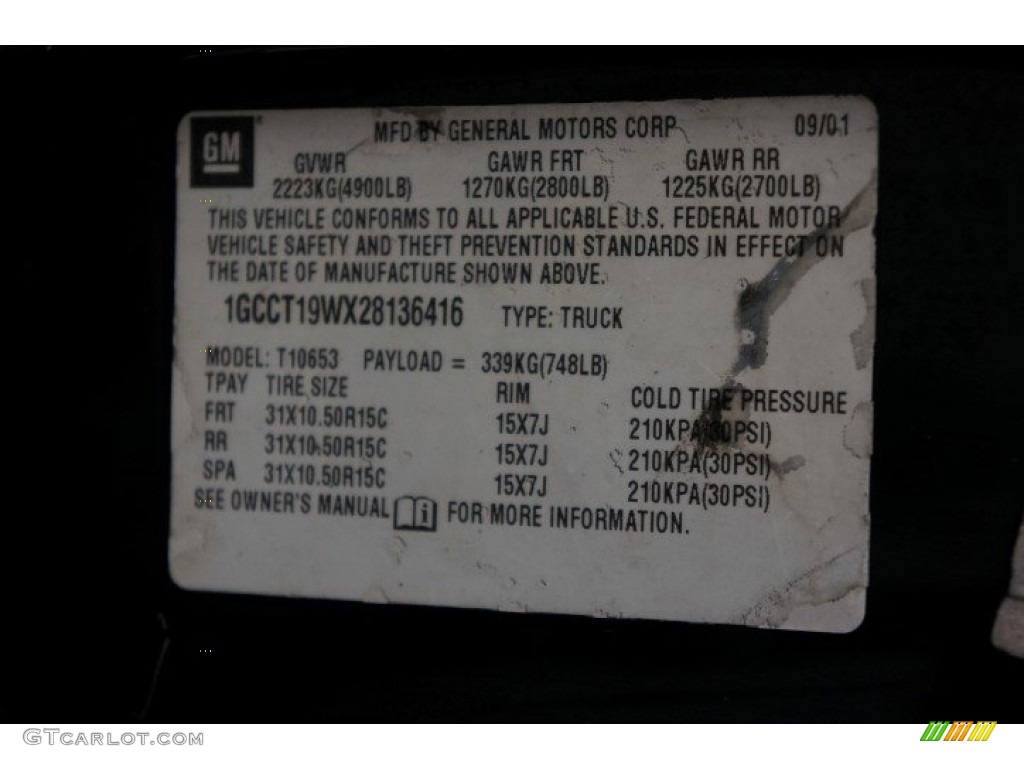 GM
MFD BY GENERAL MOTORS CORP 09/01
GVWR GAWR FRT GAWR RR
2223KG(4900LB) 1270KG(2800LB) 1225KG(2700LB)
THIS VEHICLE CONFORMS TO ALL APPLICABLE U.S. FEDERAL MOTOR
VEHICLE SAFETY AND THEFT PREVENTION STANDARDS IN EFFECT ON
THE DATE OF MANUFACTURE SHOWN ABOVE.
1GCCT19WX28136416 TYPE: TRUCK
MODEL: T10653 PAYLOAD = 339KG(748LB)
TPAY TIRE SIZE RIM COLD TIRE PRESSURE
FRT 31X10.50R15C 15X7J 210KPA(30PSI)
RR 31X10.50R15C 15X7J 210KPA(30PSI)
SPA 31X10.50R15C 15X7J 210KPA(30PSI)
SEE OWNER'S MANUAL i FOR MORE INFORMATION.
GTCARLOT.COM